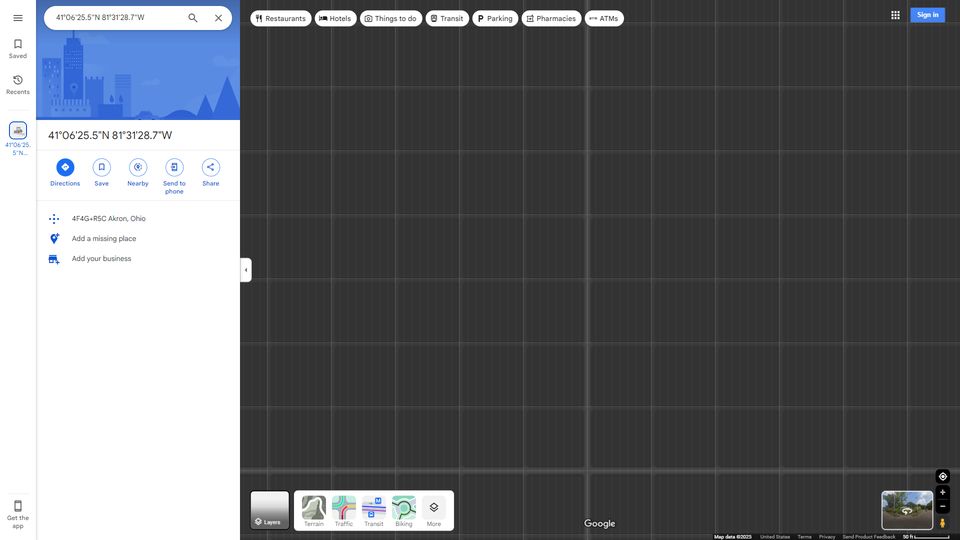 41°06'25.5"N 81°31'28.7"W
Restaurants
Hotels
Things to do
Transit
Parking
Pharmacies
ATMs
Sign in
Saved
Recents
41°06'25.
5"N...
41°06'25.5"N 81°31'28.7"W
Directions
Save
Nearby
Send to
phone
Share
4F4G+R5C Akron, Ohio
Add a missing place
Add your business
Get the
app
Layers
Terrain
Traffic
Transit
Biking
More
Google
Map data ©2025
United States
Terms
Privacy
Send Product Feedback
50 ft